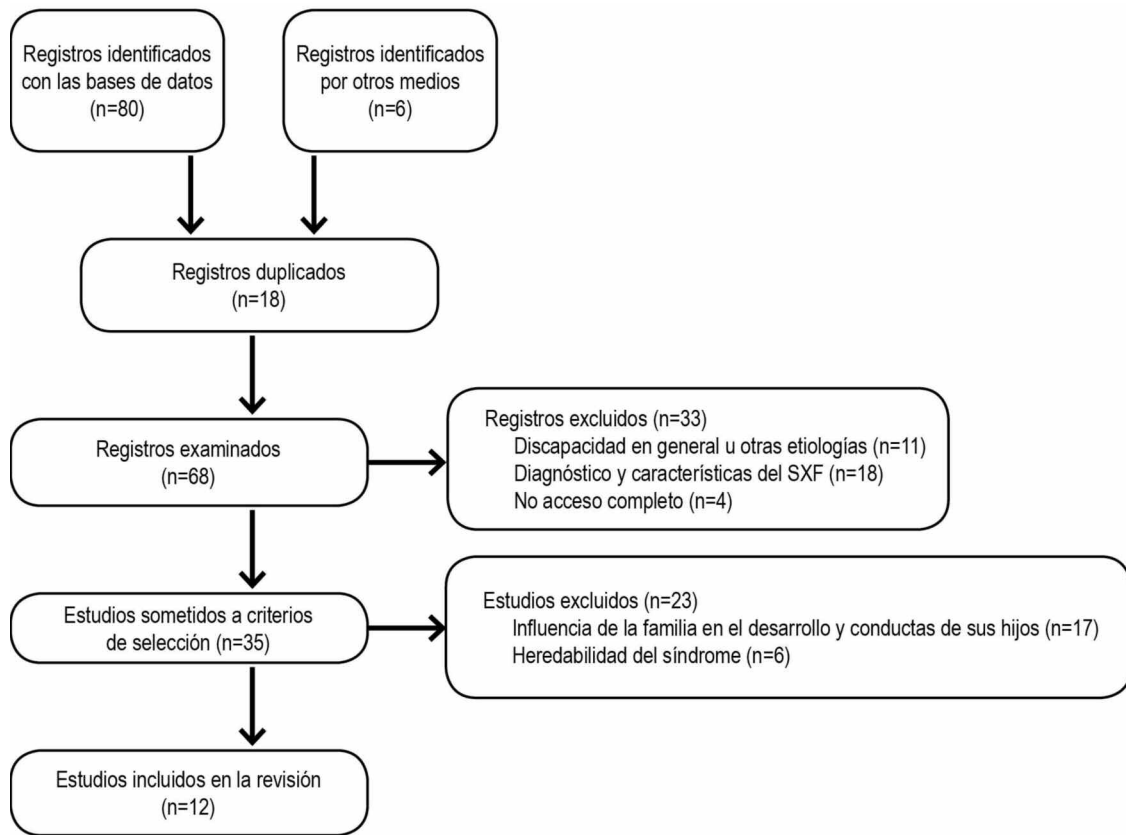 Registros identificados
con las bases de datos
(n=80)
Registros identificados
por otros medios
(n=6)
Registros duplicados
(n=18)
Registros examinados
(n=68)
Registros excluidos (n=33)
Discapacidad en general u otras etiologías (n=11)
Diagnóstico y características del SXF (n=18)
No acceso completo (n=4)
Estudios sometidos a criterios
de selección (n=35)
Estudios excluidos (n=23)
Influencia de la familia en el desarrollo y conductas de sus hijos (n=17)
Heredabilidad del síndrome (n=6)
Estudios incluidos en la revisión
(n=12)